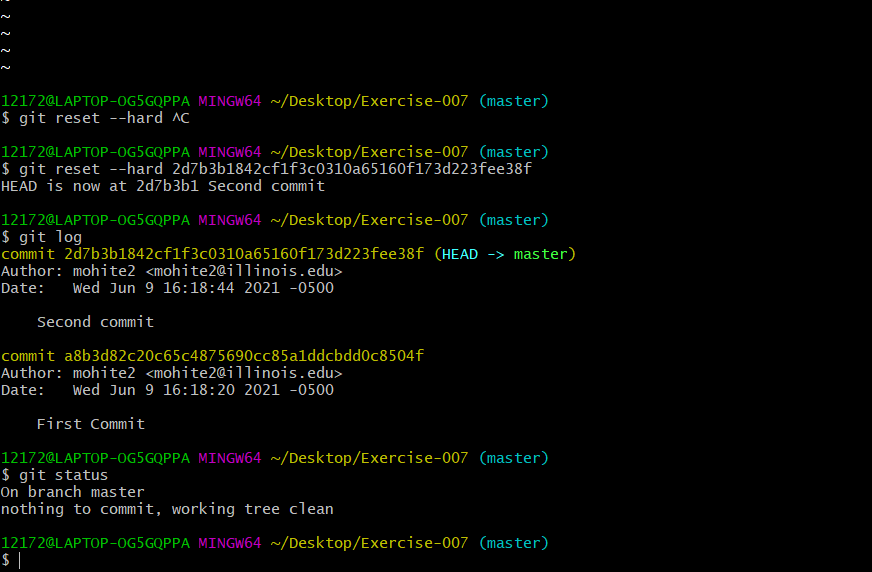 ~
~
~
~
~
12172@LAPTOP-OG5GQPPA MINGW64 ~/Desktop/Exercise-007 (master)
$ git reset --hard ^C
12172@LAPTOP-OG5GQPPA MINGW64 ~/Desktop/Exercise-007 (master)
$ git reset --hard 2d7b3b1842cf1f3c0310a65160f173d223fee38f
HEAD is now at 2d7b3b1 Second commit
12172@LAPTOP-OG5GQPPA MINGW64 ~/Desktop/Exercise-007 (master)
$ git log
commit 2d7b3b1842cf1f3c0310a65160f173d223fee38f (HEAD -> master)
Author: mohite2 <mohite2@illinois.edu>
Date:   Wed Jun 9 16:18:44 2021 -0500
    Second commit
commit a8b3d82c20c65c4875690cc85a1ddcbdd0c8504f
Author: mohite2 <mohite2@illinois.edu>
Date:   Wed Jun 9 16:18:20 2021 -0500
    First Commit
12172@LAPTOP-OG5GQPPA MINGW64 ~/Desktop/Exercise-007 (master)
$ git status
On branch master
nothing to commit, working tree clean
12172@LAPTOP-OG5GQPPA MINGW64 ~/Desktop/Exercise-007 (master)
$